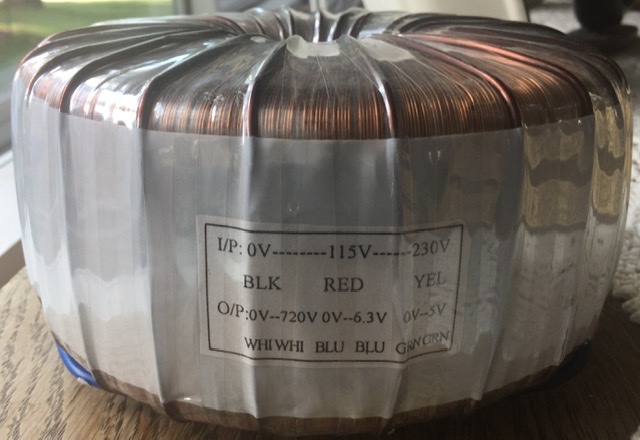 I/P: 0V--------115V------230V
BLK RED YEL
O/P:0V--720V 0V--6.3V 0V--5V
WHI WHI BLU BLU GRN GRN